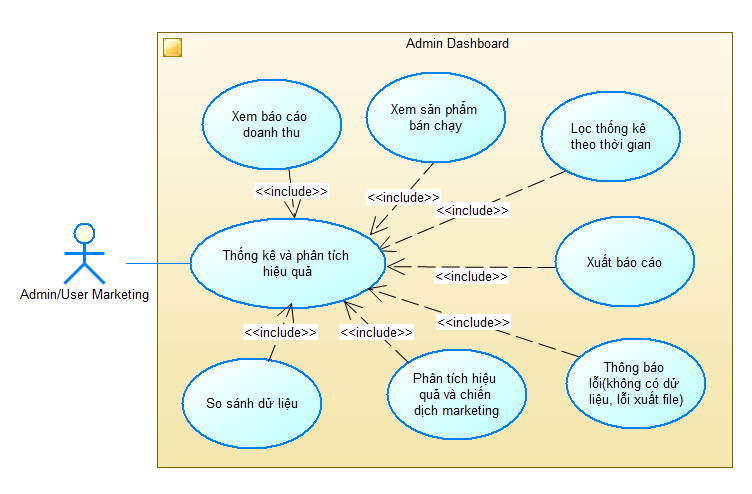 Admin Dashboard
Xem báo cáo
doanh thu
Xem sản phẩm
bán chạy
Lọc thống kê
theo thời gian
<<include>>
<<include>>
<<include>>
Thống kê và phân tích
hiệu quả
Xuất báo cáo
<<include>>
Admin/User Marketing
<<include>>
<<include>>
<<include>>
So sánh dữ liệu
Phân tích hiệu
quả và chiến
dịch marketing
Thông báo
lỗi(không có dữ
liệu, lỗi xuất file)